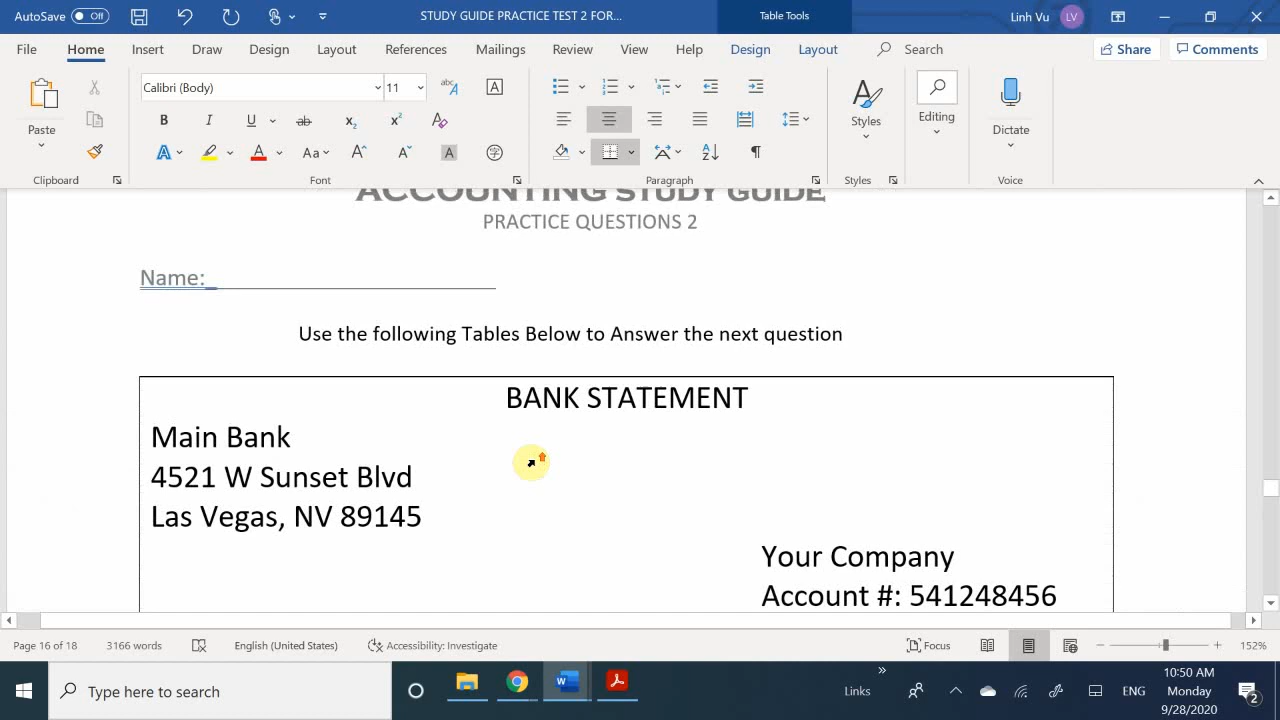 AutoSave Off STUDY GUIDE PRACTICE TEST 2 FOR... Table Tools Linh Vu LV
File Home Insert Draw Design Layout References Mailings Review View Help Design Layout Search Share Comments
Paste
Clipboard
Calibri (Body) 11
Font
Paragraph
Styles
Styles
Editing
Dictate
Voice
ACCOUNTING STUDY GUIDE
PRACTICE QUESTIONS 2
Name:_
Use the following Tables Below to Answer the next question
BANK STATEMENT
Main Bank
4521 W Sunset Blvd
Las Vegas, NV 89145
Your Company
Account #: 541248456
Page 16 of 18 3166 words English (United States) Accessibility: Investigate Focus 152%
Type here to search Links ENG 10:50 AM
Monday
9/28/2020 2